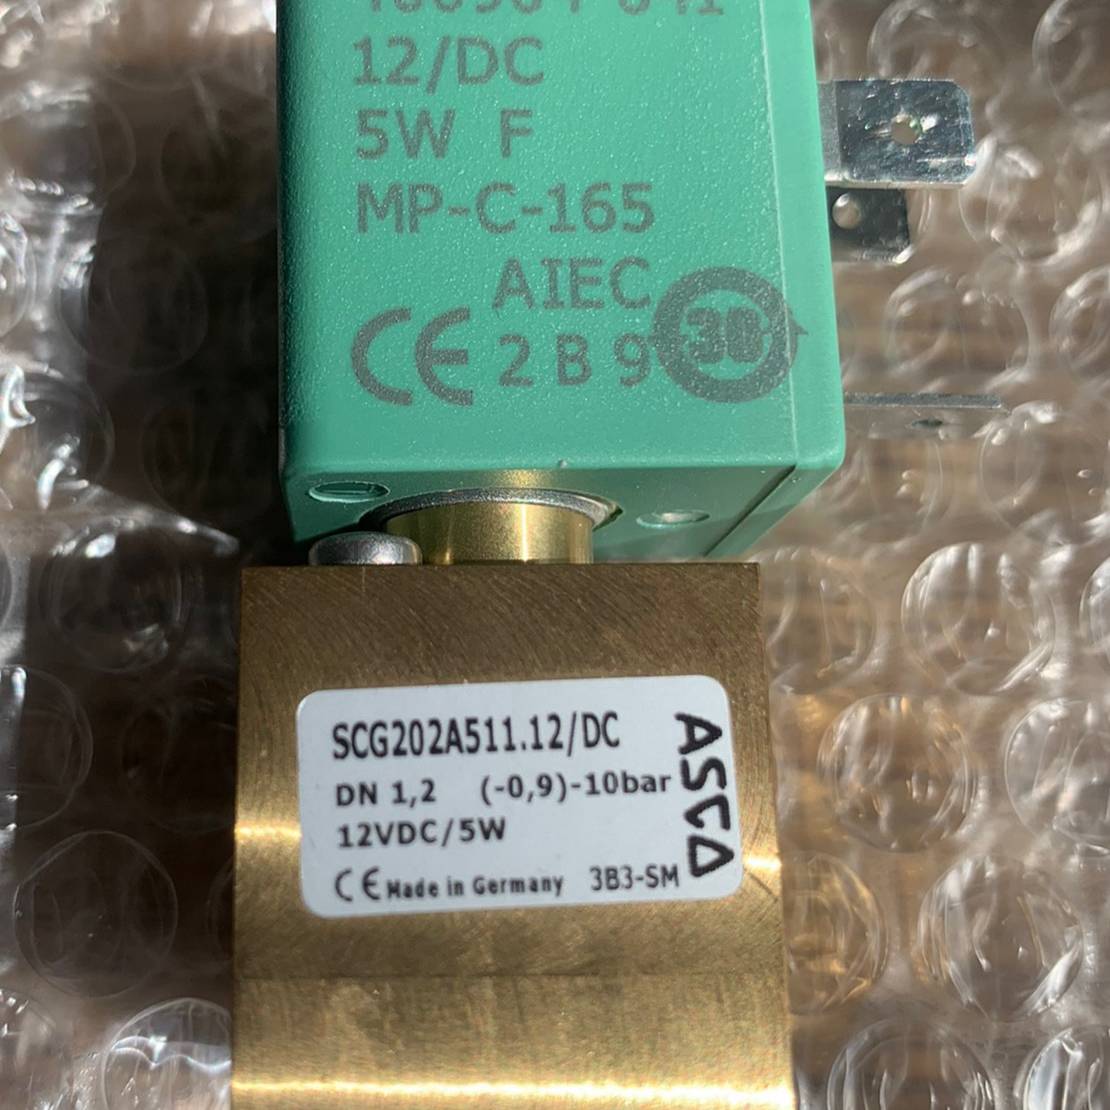 12/DC
5W F
MP-C-165
AIEC
CE 2 B 9
30
SCG202A511.12/DC
DN 1,2 (-0,9)-10bar
12VDC/5W
CE Made in Germany 3B3-SM
ASCO